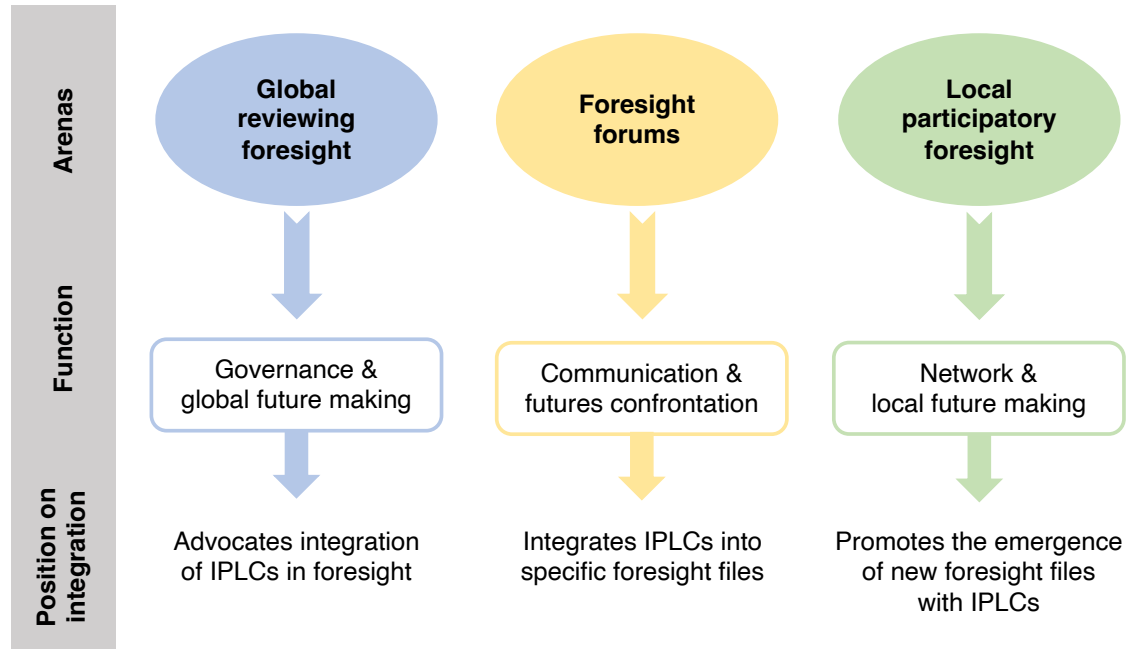 Arenas
Global
reviewing
foresight
Foresight
forums
Local
participatory
foresight
Function
Governance &
global future making
Communication &
futures confrontation
Network &
local future making
Position on
integration
Advocates integration
of IPLCs in foresight
Integrates IPLCs into
specific foresight files
Promotes the emergence
of new foresight files
with IPLCs